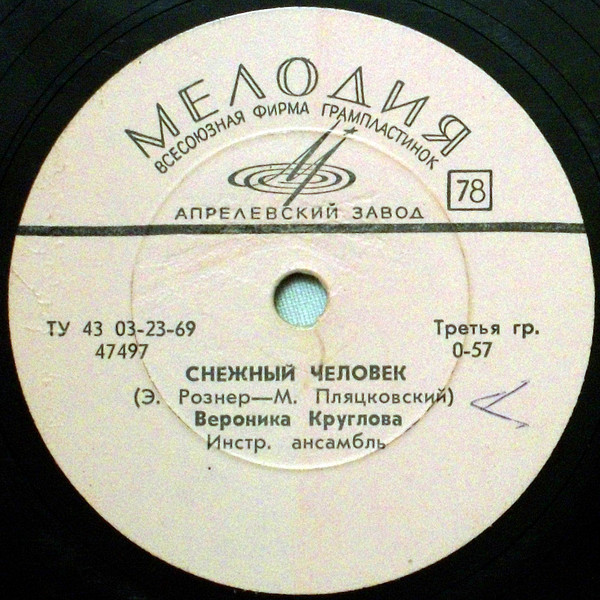 МЕЛОДИЯ
ВСЕСОЮЗНАЯ ФИРМА ГРАМПЛАСТИНОК
78
АПРЕЛЕВСКИЙ ЗАВОД
ТУ 43 03-23-69
47497
Третья гр.
0-57
СНЕЖНЫЙ ЧЕЛОВЕК
(Э. Рознер—М. Пляцковский)
Вероника Круглова
Инстр. ансамбль